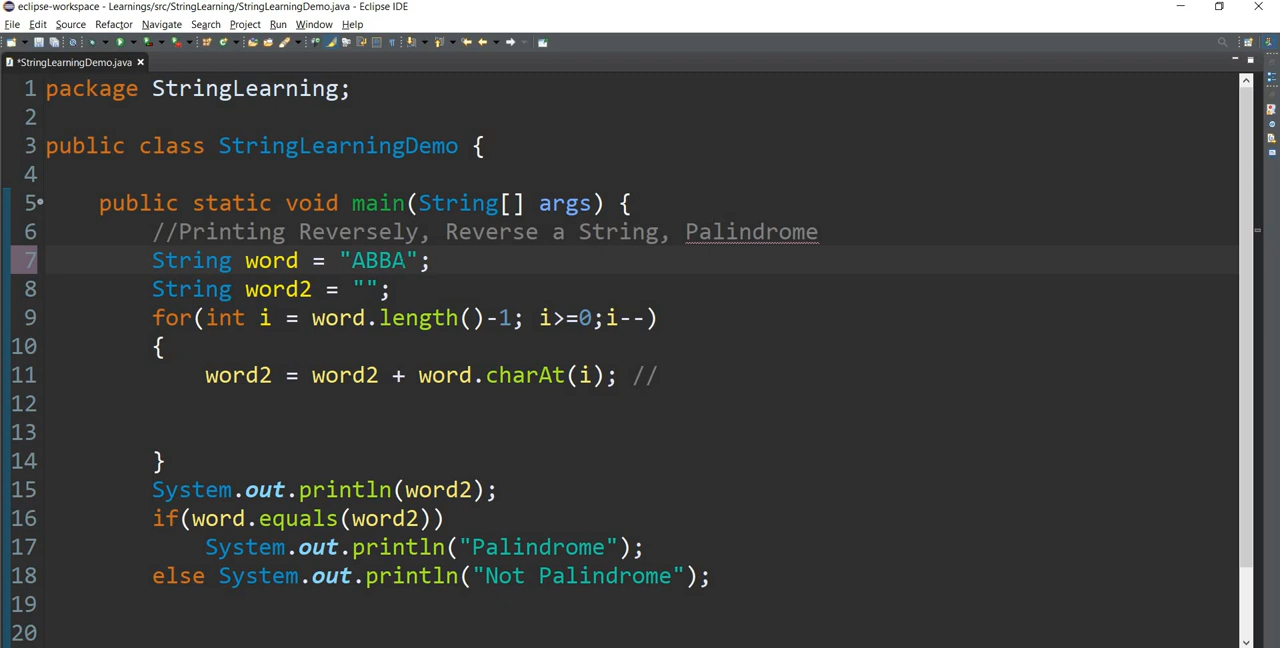 eclipse-workspace - Learnings/src/StringLearning/StringLearningDemo.java - Eclipse IDE
File Edit Source Refactor Navigate Search Project Run Window Help
*StringLearningDemo.java
1 package StringLearning;
2
3 public class StringLearningDemo {
4
5 public static void main(String[] args) {
6 //Printing Reversely, Reverse a String, Palindrome
7 String word = "ABBA";
8 String word2 = "";
9 for(int i = word.length()-1; i>=0;i--)
10 {
11 word2 = word2 + word.charAt(i); //
12
13
14 }
15 System.out.println(word2);
16 if(word.equals(word2))
17 System.out.println("Palindrome");
18 else System.out.println("Not Palindrome");
19
20